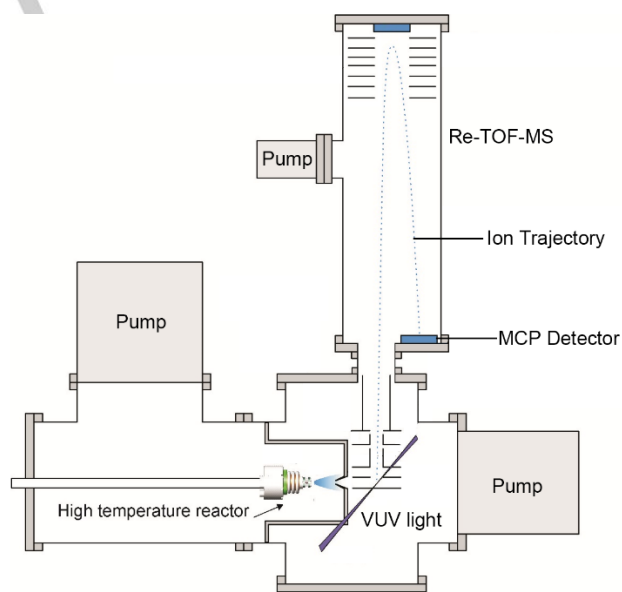 Re-TOF-MS
Pump
Ion Trajectory
Pump
MCP Detector
High temperature reactor
VUV light
Pump